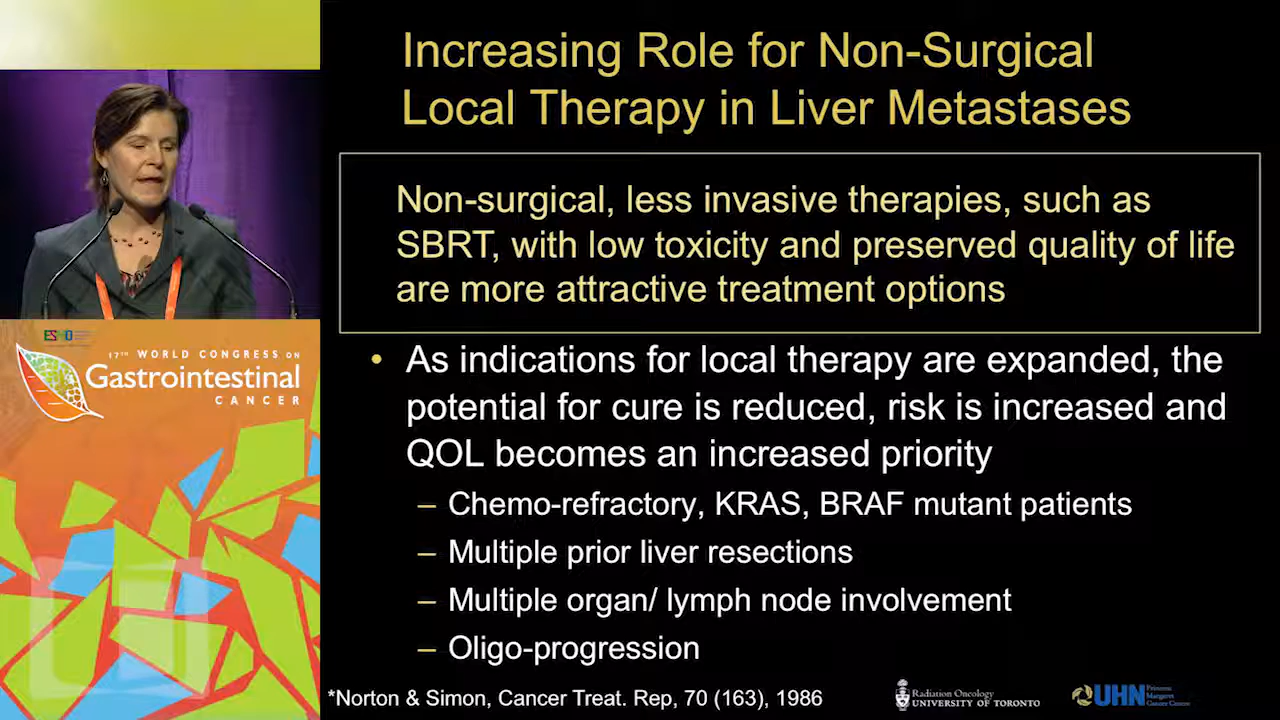 Increasing Role for Non-Surgical
Local Therapy in Liver Metastases
Non-surgical, less invasive therapies, such as
SBRT, with low toxicity and preserved quality of life
are more attractive treatment options
• As indications for local therapy are expanded, the
potential for cure is reduced, risk is increased and
QOL becomes an increased priority
– Chemo-refractory, KRAS, BRAF mutant patients
– Multiple prior liver resections
– Multiple organ/ lymph node involvement
– Oligo-progression
*Norton & Simon, Cancer Treat. Rep, 70 (163), 1986
Radiation Oncology
UNIVERSITY OF TORONTO
UHN
Princess
Margaret
Cancer Centre
17TH WORLD CONGRESS ON
Gastrointestinal
CANCER